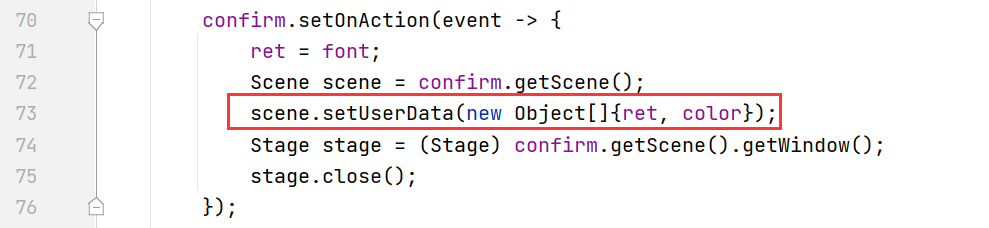 70 confirm.setOnAction(event -> {
71 ret = font;
72 Scene scene = confirm.getScene();
73 scene.setUserData(new Object[]{ret, color});
74 Stage stage = (Stage) confirm.getScene().getWindow();
75 stage.close();
76 });